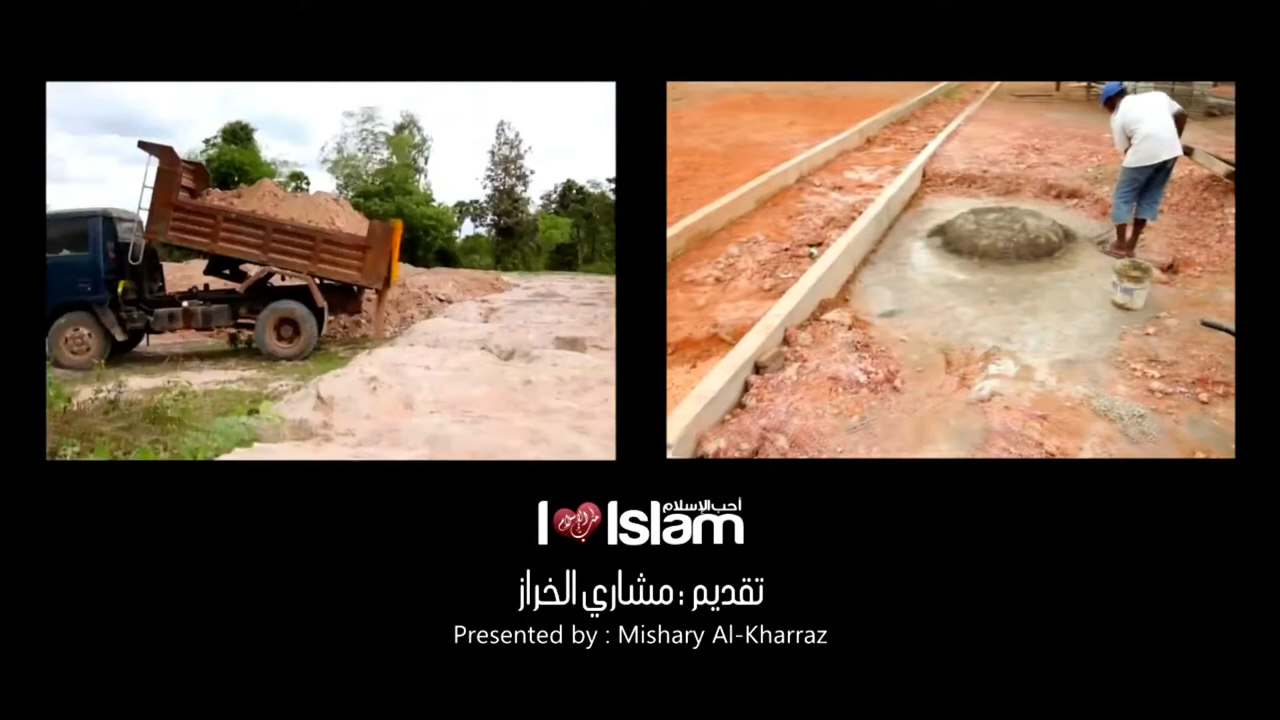 أحب الإسلام
I Islam
تقديم : مشاري الخراز
Presented by : Mishary Al-Kharraz